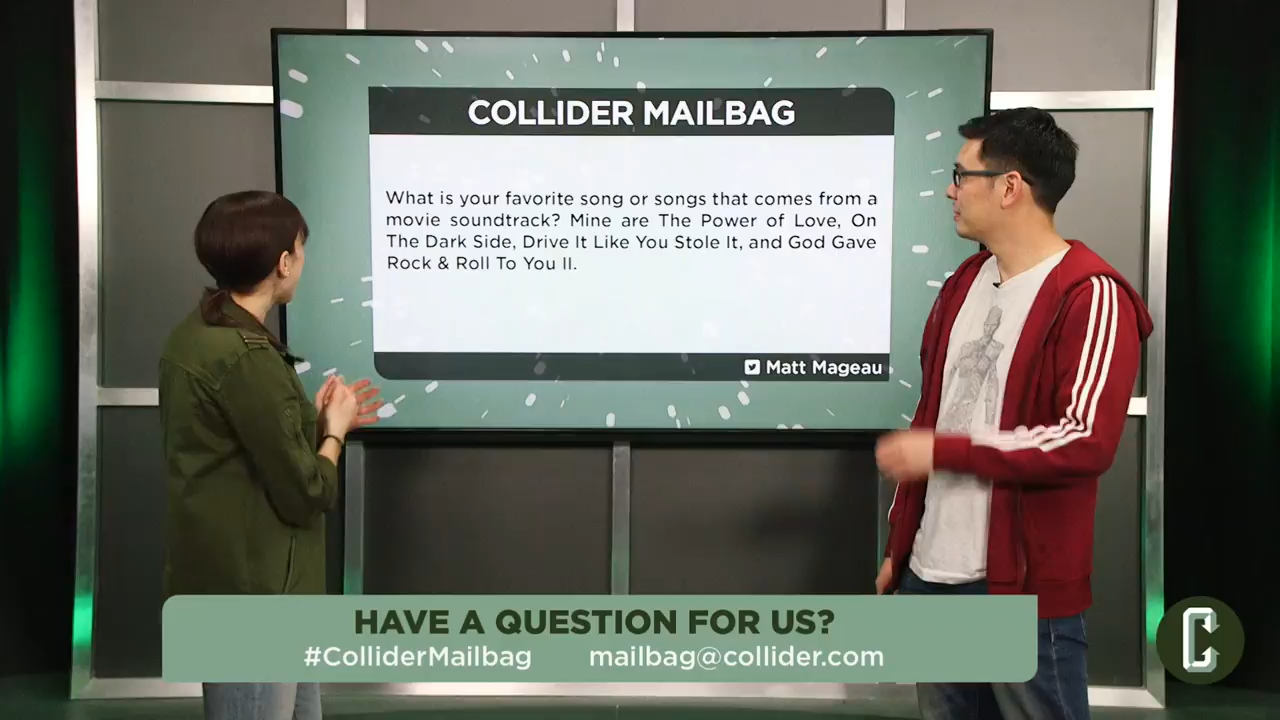 COLLIDER MAILBAG
What is your favorite song or songs that comes from a
movie soundtrack? Mine are The Power of Love, On
The Dark Side, Drive It Like You Stole It, and God Gave
Rock & Roll To You II.
Matt Mageau
HAVE A QUESTION FOR US?
#ColliderMailbag mailbag@collider.com